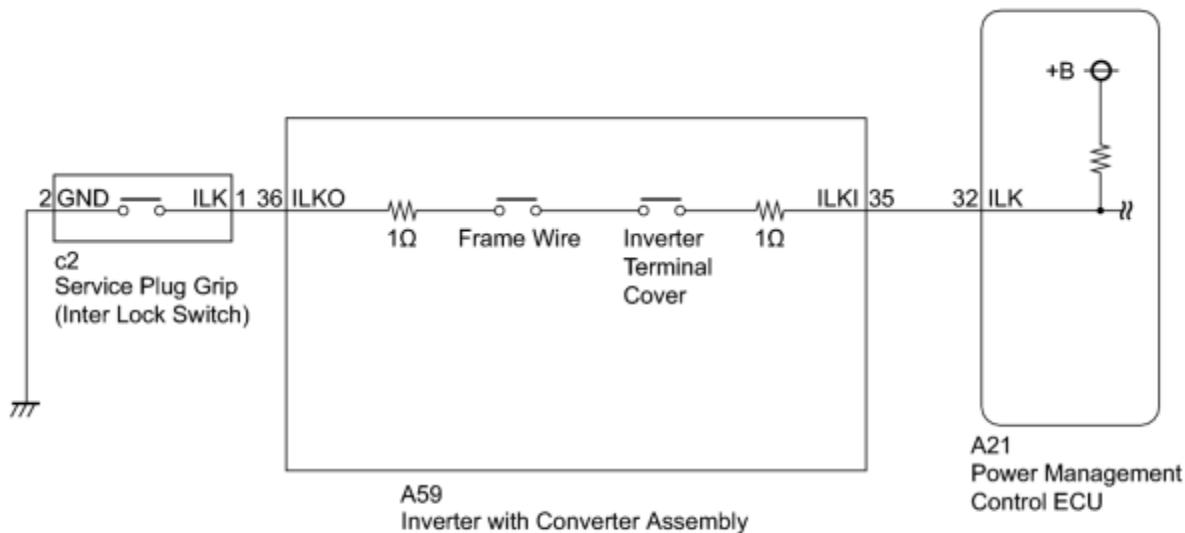 +B
2 GND ILK 1 36 ILKO ILKI 35 32 ILK
1Ω Frame Wire Inverter 1Ω
Terminal
Cover
c2
Service Plug Grip
(Inter Lock Switch)
A59
Inverter with Converter Assembly
A21
Power Management
Control ECU